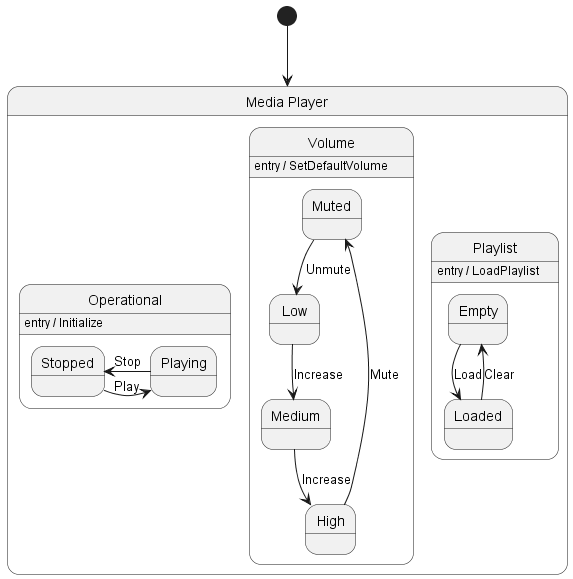 Media Player
Operational
entry / Initialize
Stopped
Playing
Stop
Play
Volume
entry / SetDefaultVolume
Muted
Unmute
Low
Increase
Mute
Medium
Increase
High
Playlist
entry / LoadPlaylist
Empty
Load
Clear
Loaded